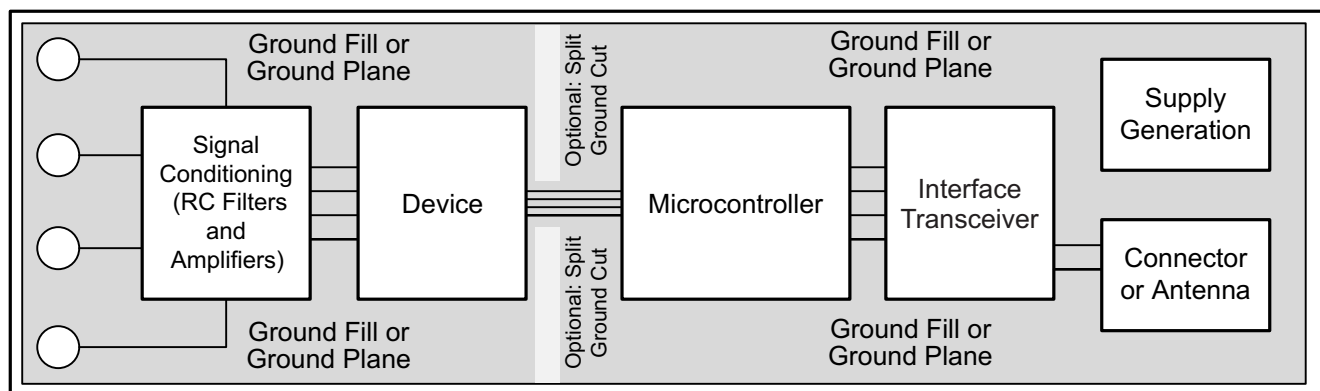 Ground Fill or
Ground Plane
Optional: Split
Ground Cut
Ground Fill or
Ground Plane
Supply
Generation
Signal
Conditioning
(RC Filters
and
Amplifiers)
Device
Microcontroller
Interface
Transceiver
Connector
or Antenna
Ground Fill or
Ground Plane
Optional: Split
Ground Cut
Ground Fill or
Ground Plane